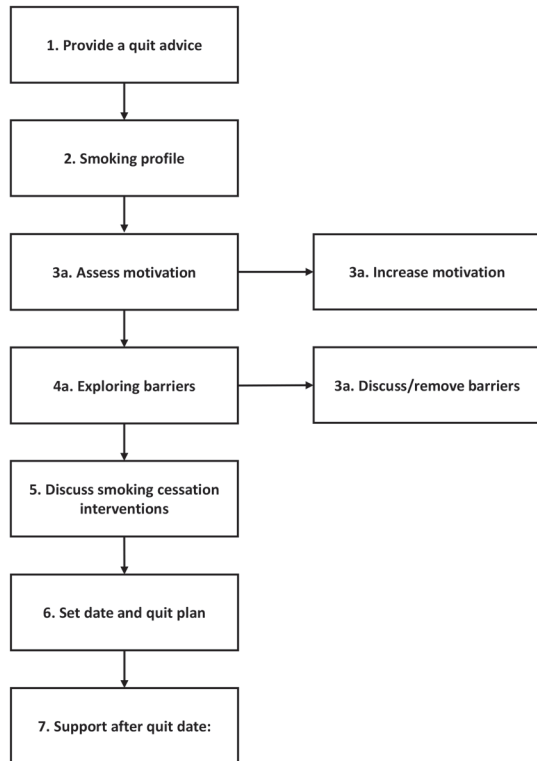 1. Provide a quit advice
2. Smoking profile
3a. Assess motivation
3a. Increase motivation
4a. Exploring barriers
3a. Discuss/remove barriers
5. Discuss smoking cessation
interventions
6. Set date and quit plan
7. Support after quit date: